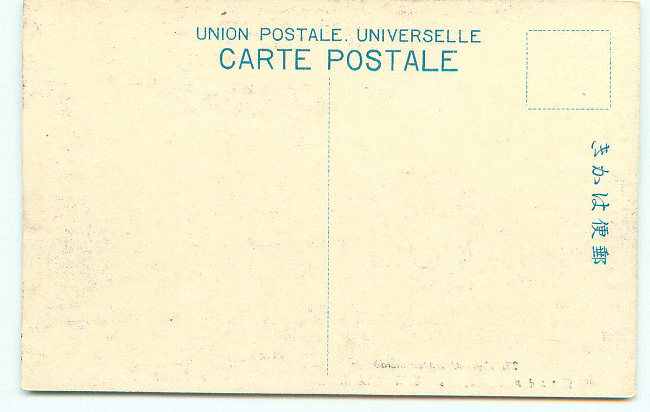 UNION POSTALE. UNIVERSELLE
CARTE POSTALE
郵便はかき